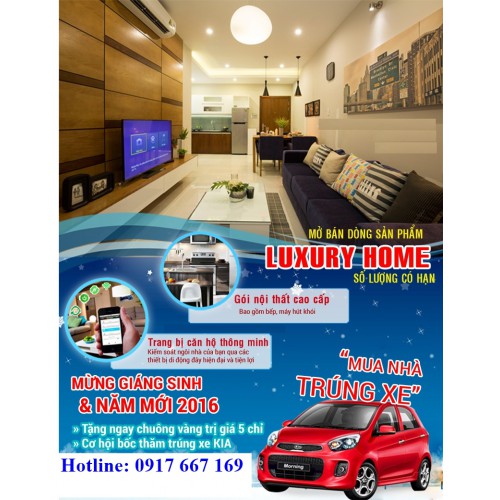 MỞ BÁN DÒNG SẢN PHẨM
LUXURY HOME
SỐ LƯỢNG CÓ HẠN
Gói nội thất cao cấp
Bao gồm bếp, máy hút khói
Trang bị căn hộ thông minh
Kiểm soát ngôi nhà của bạn qua các
thiết bị di động đầy hiện đại và tiện lợi
"MUA NHÀ
TRÚNG XE"
MỪNG GIÁNG SINH
& NĂM MỚI 2016
» Tặng ngay chuông vàng trị giá 5 chỉ
» Cơ hội bốc thăm trúng xe KIA
Hotline: 0917 667 169
Morning